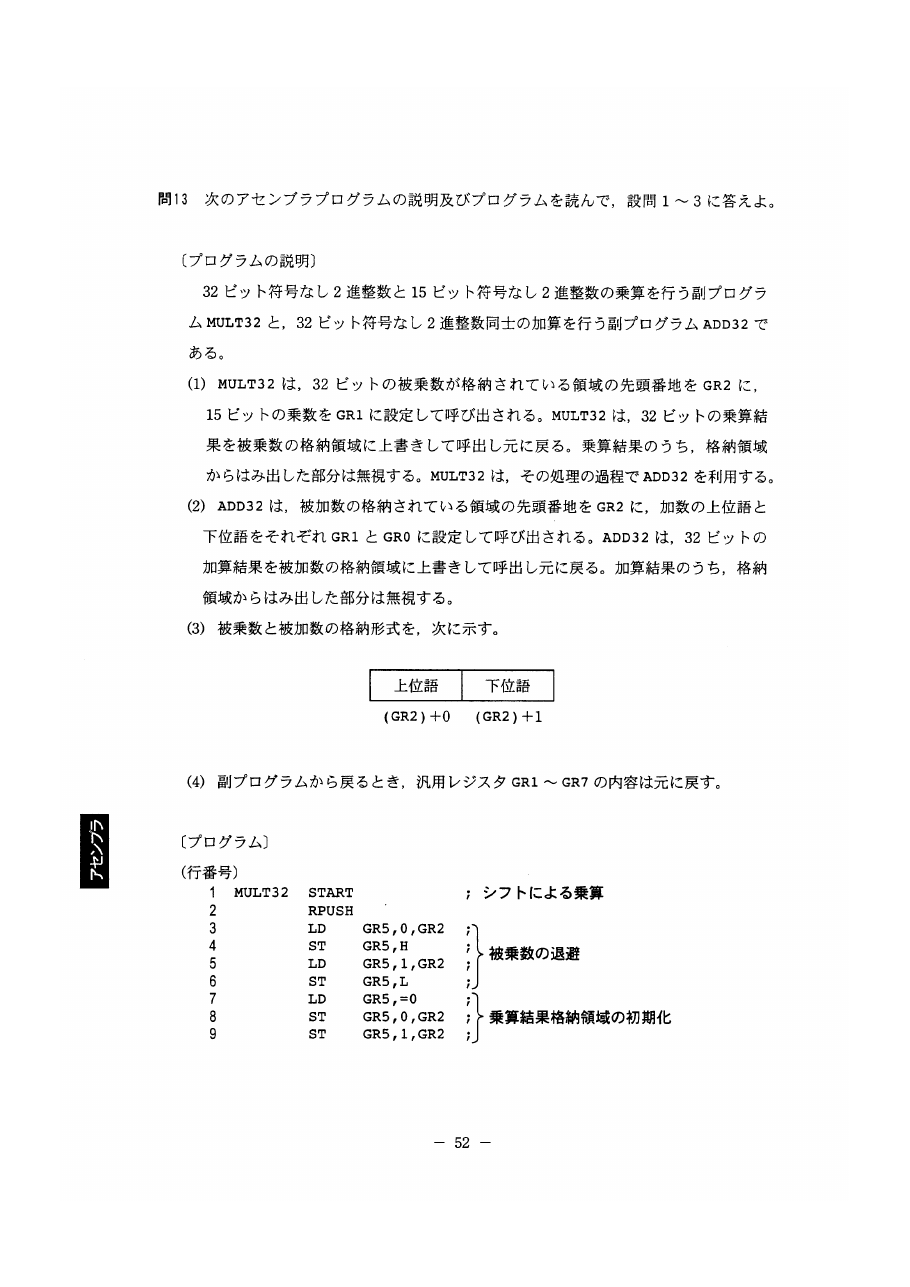 問13 次のアセンブラプログラムの説明及びプログラムを読んで，設問1～3に答えよ。
〔プログラムの説明〕
32ビット符号なし2進整数と15ビット符号なし2進整数の乗算を行う副プログラ
ムMULT32と，32ビット符号なし2進整数同士の加算を行う副プログラムADD32で
ある。
(1) MULT32は，32ビットの被乗数が格納されている領域の先頭番地をGR2に，
15ビットの乗数をGR1に設定して呼び出される。MULT32は，32ビットの乗算結
果を被乗数の格納領域に上書きして呼出し元に戻る。乗算結果のうち，格納領域
からはみ出した部分は無視する。MULT32は，その処理の過程でADD32を利用する。
(2) ADD32は，被加数の格納されている領域の先頭番地をGR2に，加数の上位語と
下位語をそれぞれGR1とGR0に設定して呼び出される。ADD32は，32ビットの
加算結果を被加数の格納領域に上書きして呼出し元に戻る。加算結果のうち，格納
領域からはみ出した部分は無視する。
(3) 被乗数と被加数の格納形式を，次に示す。
上位語 下位語
(GR2)+0 (GR2)+1
(4) 副プログラムから戻るとき，汎用レジスタGR1～GR7の内容は元に戻す。
アセンブラ
〔プログラム〕
(行番号)
1 MULT32 START ; シフトによる乗算
2 RPUSH
3 LD GR5,0,GR2 ;
4 ST GR5,H ; 被乗数の退避
5 LD GR5,1,GR2 ;
6 ST GR5,L ;
7 LD GR5,=0 ;
8 ST GR5,0,GR2 ; 乗算結果格納領域の初期化
9 ST GR5,1,GR2 ;
－ 52 －